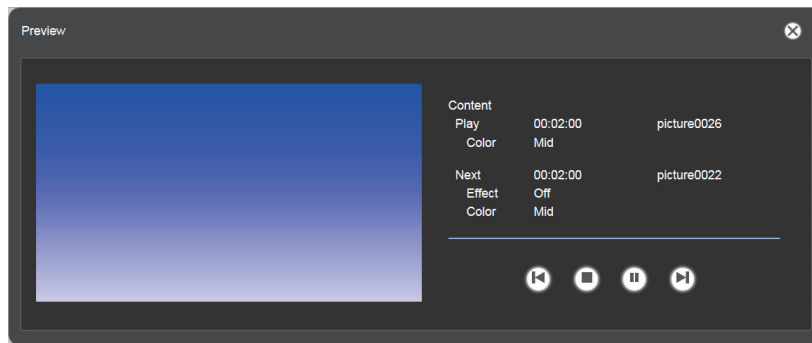 Preview
Content
Play 00:02:00 picture0026
Color Mid
Next 00:02:00 picture0022
Effect Off
Color Mid